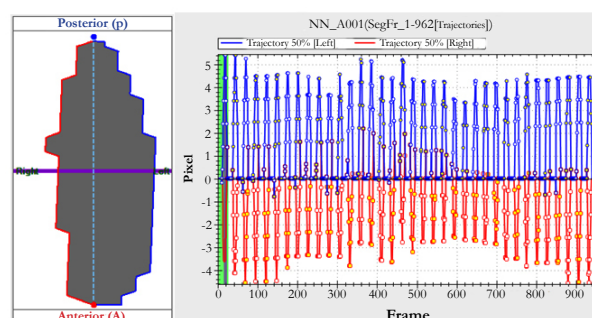 Posterior (p)
Right
Left
Anterior (A)
NN_A001(SegFr_1-962[Trajectories])
Trajectory 50% [Left]
Trajectory 50% [Right]
Pixel
5
4
3
2
1
0
-1
-2
-3
-4
0 100 200 300 400 500 600 700 800 900
Frame